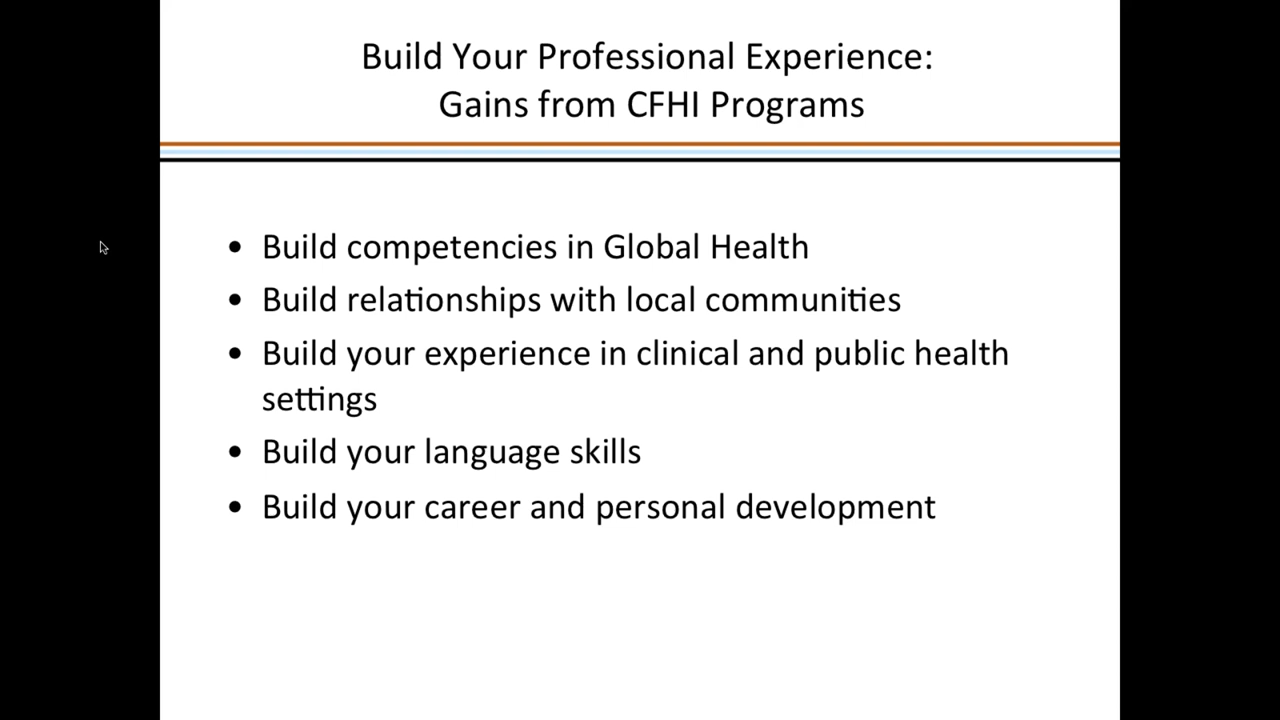 Build Your Professional Experience:
Gains from CFHI Programs
• Build competencies in Global Health
• Build relationships with local communities
• Build your experience in clinical and public health
settings
• Build your language skills
• Build your career and personal development